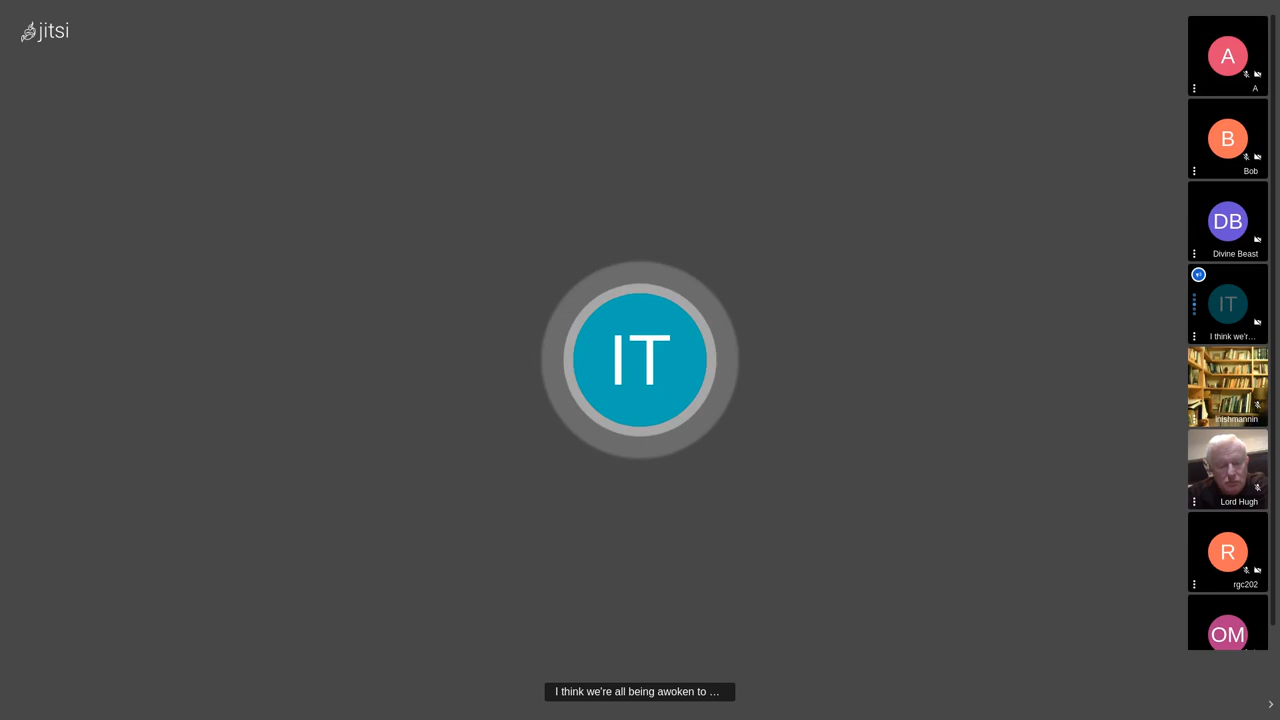 jitsi
A
A
B
Bob
DB
Divine Beast
IT
I think we'r...
inishmannin
Lord Hugh
R
rgc202
OM
IT
I think we're all being awoken to ...